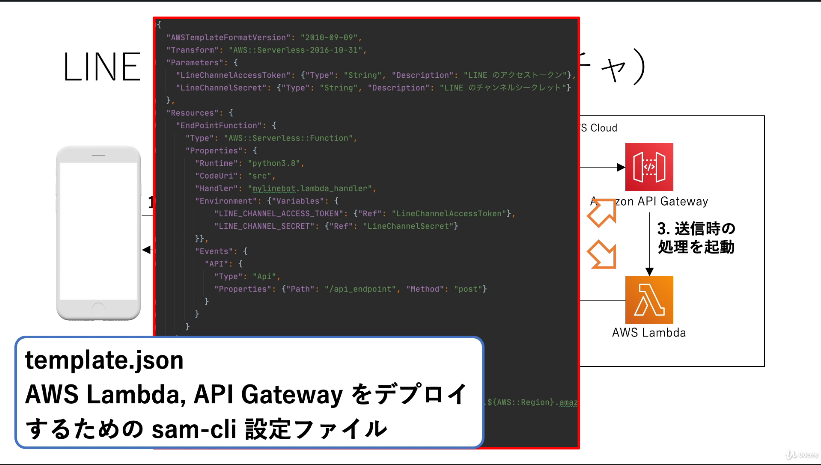 LINE
チャ)
{
"AWSTemplateFormatVersion": "2010-09-09",
"Transform": "AWS::Serverless-2016-10-31",
"Parameters": {
"LineChannelAccessToken": {"Type": "String", "Description": "LINE のアクセストークン"},
"LineChannelSecret": {"Type": "String", "Description": "LINE のチャンネルシークレット"}
},
"Resources": {
"EndPointFunction": {
"Type": "AWS::Serverless::Function",
"Properties": {
"Runtime": "python3.8",
"CodeUri": "src",
"Handler": "mylinebot.lambda_handler",
"Environment": {"Variables": {
"LINE_CHANNEL_ACCESS_TOKEN": {"Ref": "LineChannelAccessToken"},
"LINE_CHANNEL_SECRET": {"Ref": "LineChannelSecret"}
}},
"Events": {
"API": {
"Type": "Api",
"Properties": {"Path": "/api_endpoint", "Method": "post"}
}
}
}
.${AWS::Region}.amaz
S Cloud
Amazon API Gateway
3. 送信時の
処理を起動
AWS Lambda
1
template.json
AWS Lambda, API Gateway をデプロイ
するための sam-cli 設定ファイル